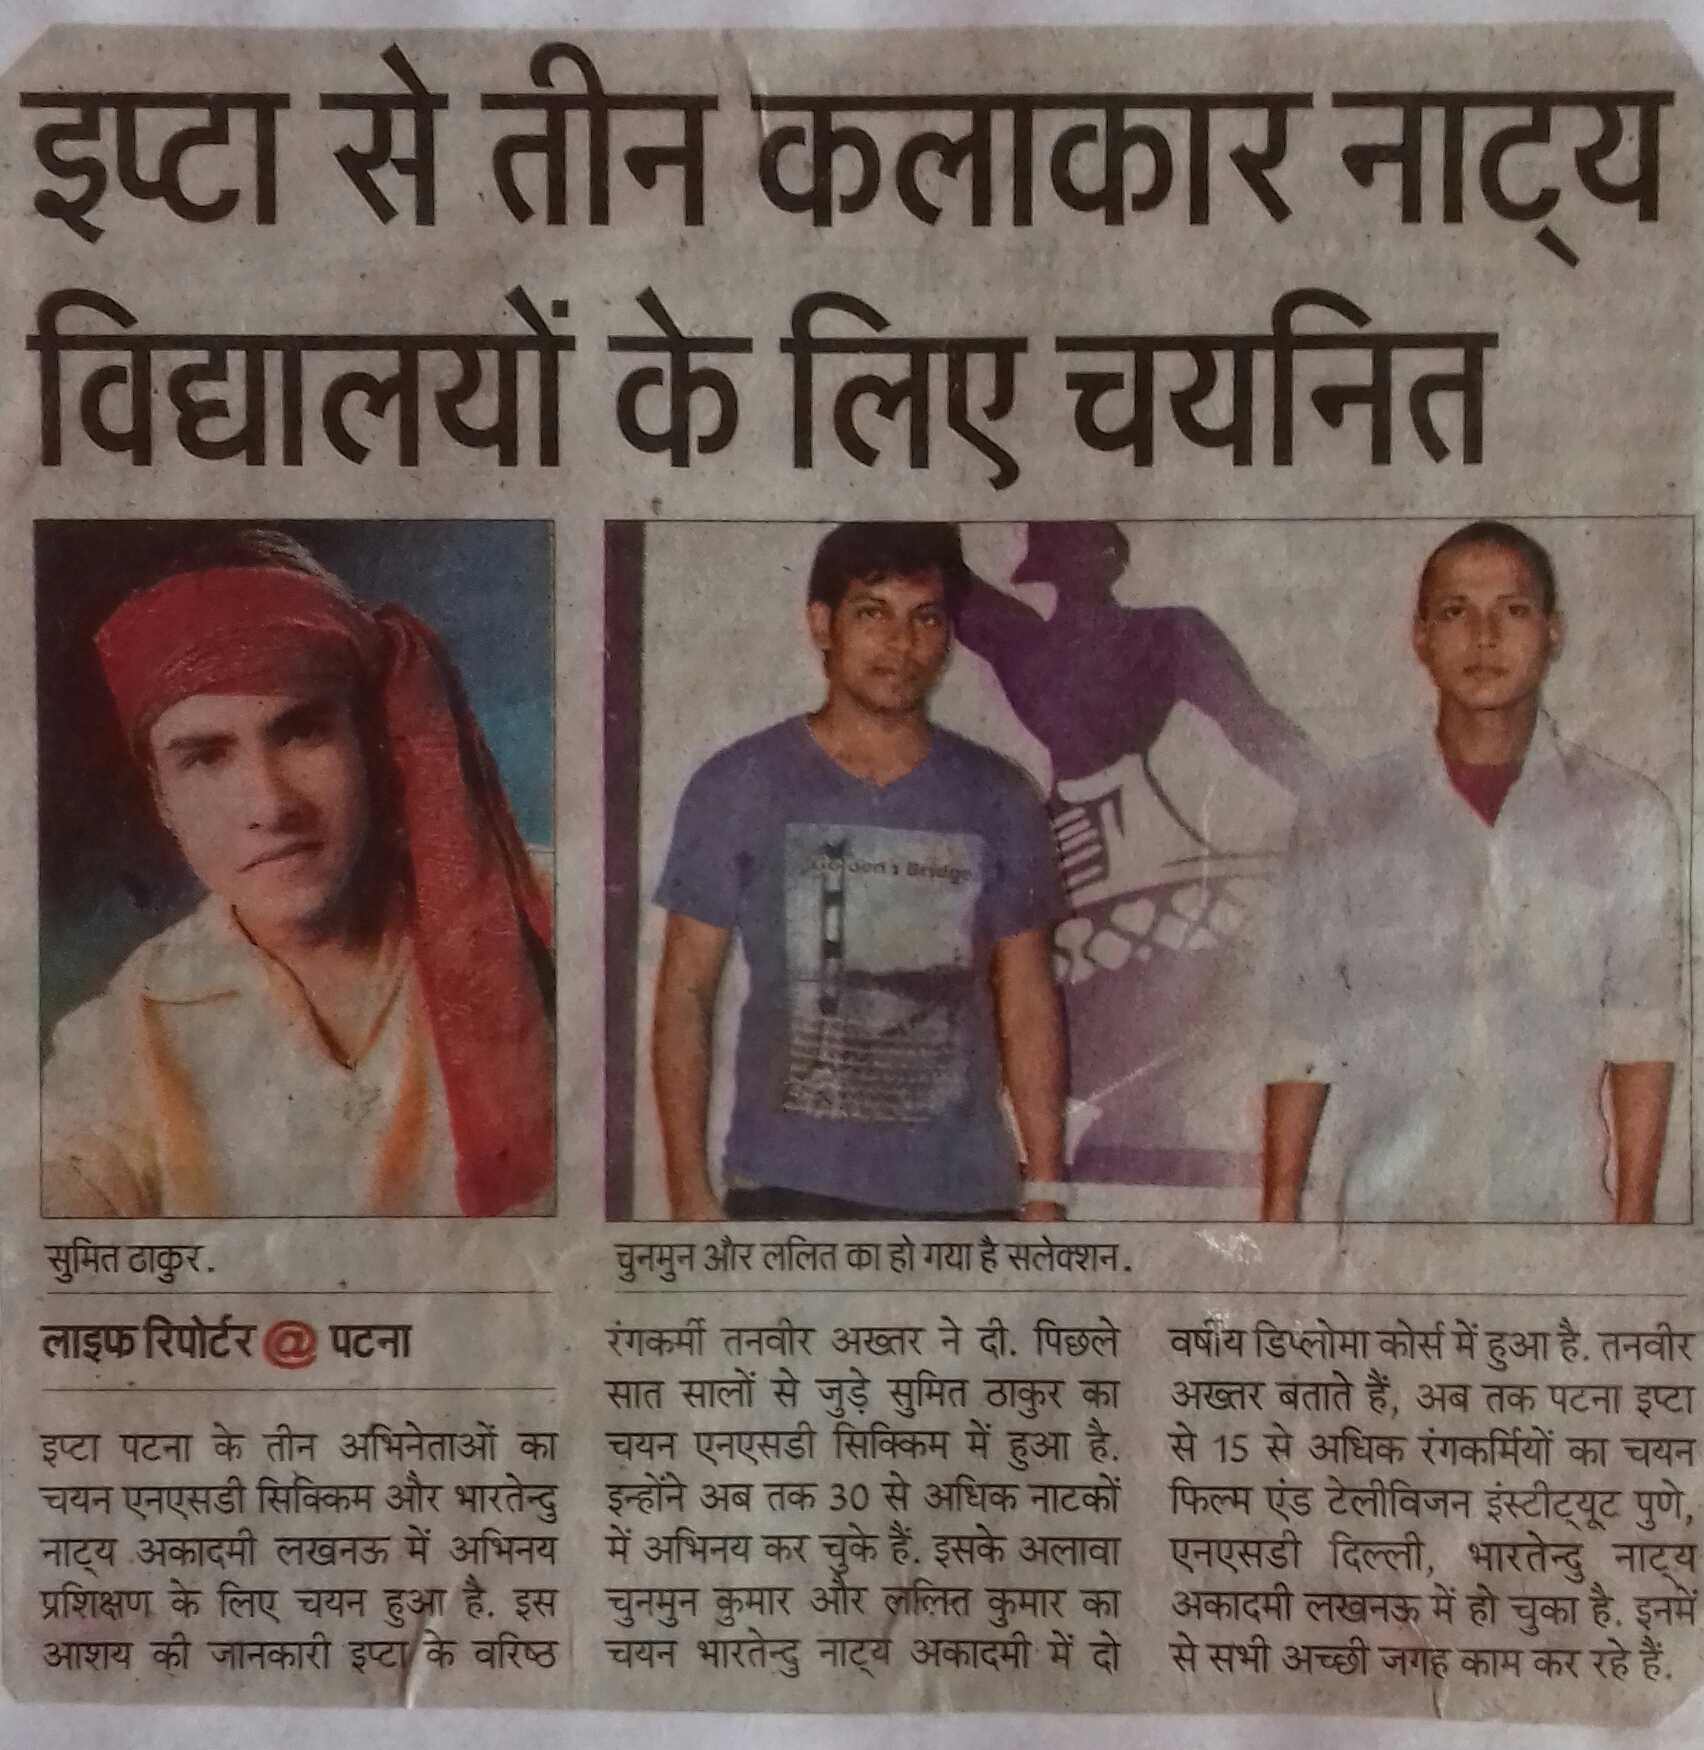 इप्टा से तीन कलाकार नाट्य
विद्यालयों के लिए चयनित
सुमित ठाकुर.
चुनमुन और ललित का हो गया है सलेक्शन.
लाइफ रिपोर्टर @ पटना
इप्टा पटना के तीन अभिनेताओं का
चयन एनएसडी सिक्किम और भारतेन्दु
नाट्य अकादमी लखनऊ में अभिनय
प्रशिक्षण के लिए चयन हुआ है. इस
आशय की जानकारी इप्टा के वरिष्ठ
रंगकर्मी तनवीर अख्तर ने दी. पिछले
सात सालों से जुड़े सुमित ठाकुर का
चयन एनएसडी सिक्किम में हुआ है.
इन्होंने अब तक 30 से अधिक नाटकों
में अभिनय कर चुके हैं. इसके अलावा
चुनमुन कुमार और ललित कुमार का
चयन भारतेन्दु नाट्य अकादमी में दो
वर्षीय डिप्लोमा कोर्स में हुआ है. तनवीर
अख्तर बताते हैं, अब तक पटना इप्टा
से 15 से अधिक रंगकर्मियों का चयन
फिल्म एंड टेलीविजन इंस्टीट्यूट पुणे,
एनएसडी दिल्ली, भारतेन्दु नाट्य
अकादमी लखनऊ में हो चुका है. इनमें
से सभी अच्छी जगह काम कर रहे हैं.
Bridge